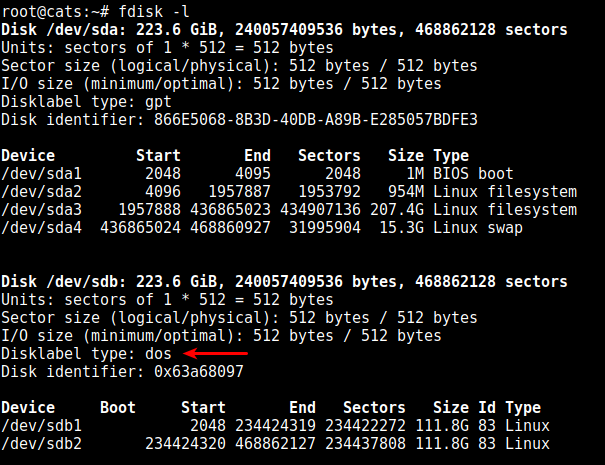 root@cats:~# fdisk -l
Disk /dev/sda: 223.6 GiB, 240057409536 bytes, 468862128 sectors
Units: sectors of 1 * 512 = 512 bytes
Sector size (logical/physical): 512 bytes / 512 bytes
I/O size (minimum/optimal): 512 bytes / 512 bytes
Disklabel type: gpt
Disk identifier: 866E5068-8B3D-40DB-A89B-E285057BDFE3
Device Start End Sectors Size Type
/dev/sda1 2048 4095 2048 1M BIOS boot
/dev/sda2 4096 1957887 1953792 954M Linux filesystem
/dev/sda3 1957888 436865023 434907136 207.4G Linux filesystem
/dev/sda4 436865024 468860927 31995904 15.3G Linux swap
Disk /dev/sdb: 223.6 GiB, 240057409536 bytes, 468862128 sectors
Units: sectors of 1 * 512 = 512 bytes
Sector size (logical/physical): 512 bytes / 512 bytes
I/O size (minimum/optimal): 512 bytes / 512 bytes
Disklabel type: dos
Disk identifier: 0x63a68097
Device Boot Start End Sectors Size Id Type
/dev/sdb1 2048 234424319 234422272 111.8G 83 Linux
/dev/sdb2 234424320 468862127 234437808 111.8G 83 Linux